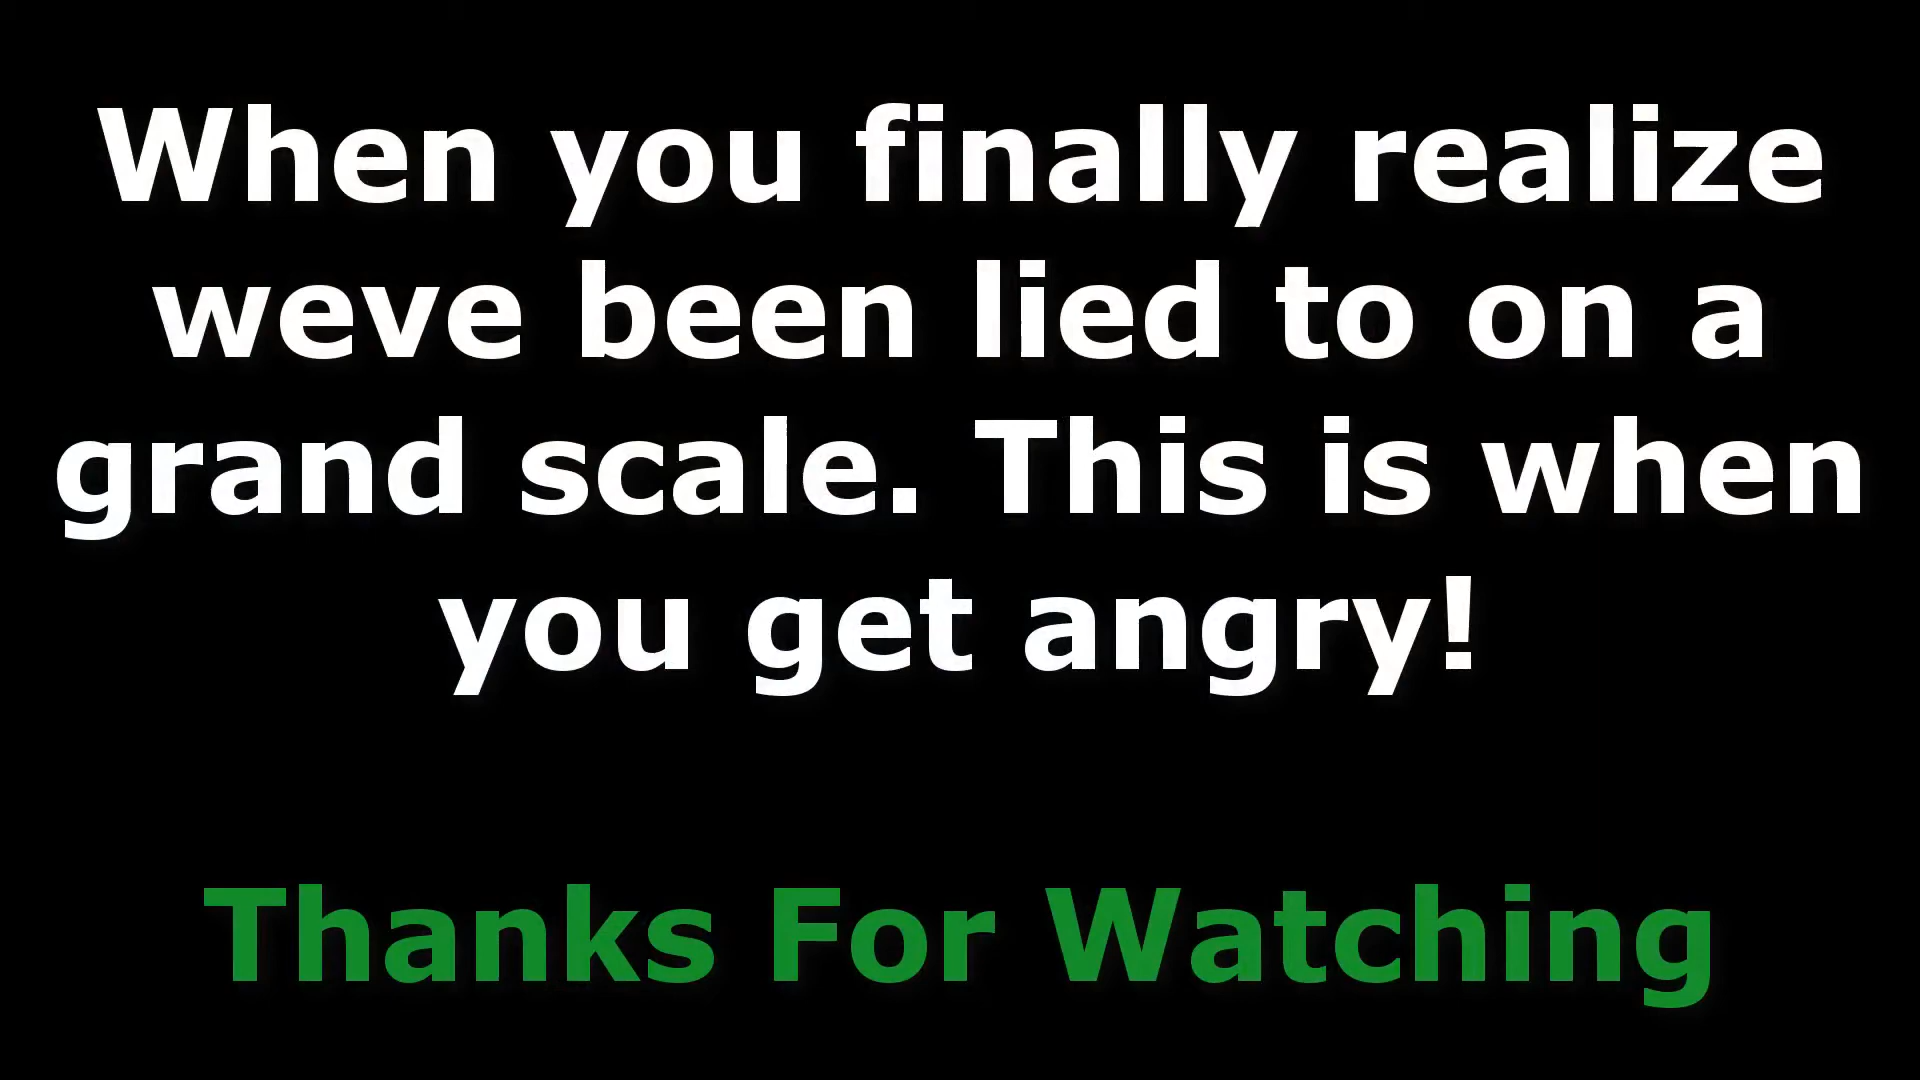 When you finally realize
weve been lied to on a
grand scale. This is when
you get angry!
Thanks For Watching